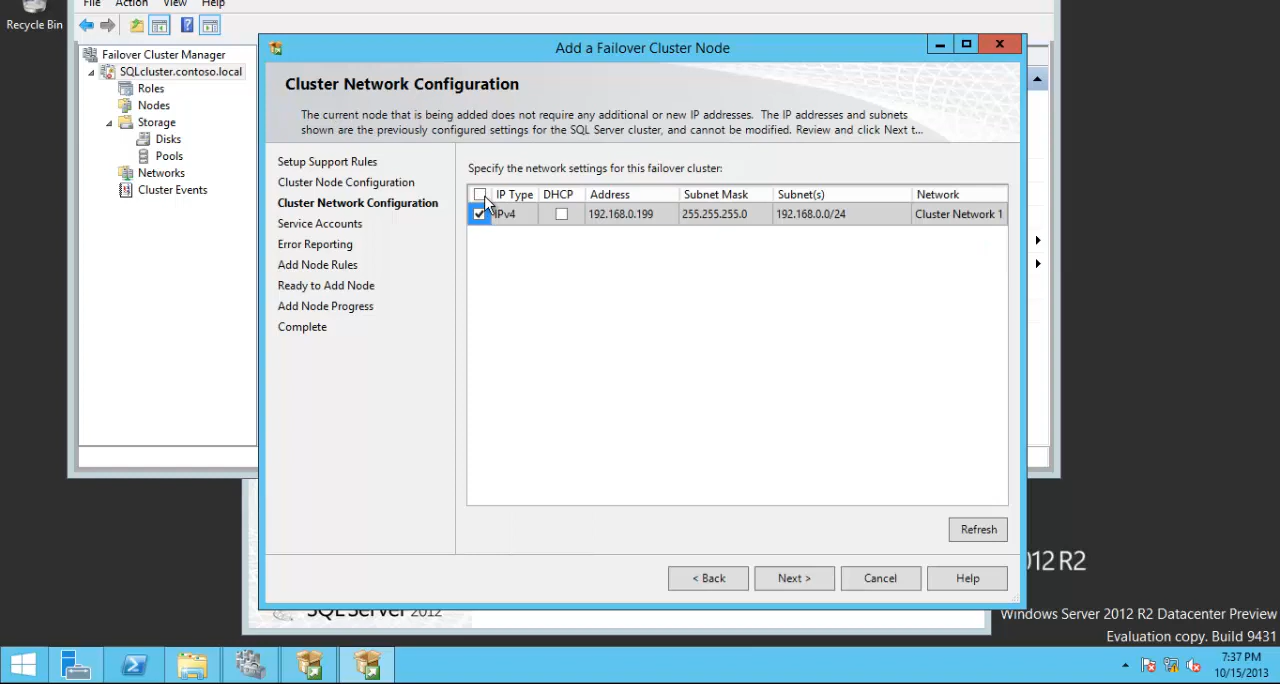 File Action View Help
Recycle Bin
Add a Failover Cluster Node
Failover Cluster Manager
SQLcluster.contoso.local
Roles
Nodes
Storage
Disks
Pools
Networks
Cluster Events
Cluster Network Configuration
The current node that is being added does not require any additional or new IP addresses. The IP addresses and subnets
shown are the previously configured settings for the SQL Server cluster, and cannot be modified. Review and click Next t...
Setup Support Rules
Cluster Node Configuration
Cluster Network Configuration
Service Accounts
Error Reporting
Add Node Rules
Ready to Add Node
Add Node Progress
Complete
Specify the network settings for this failover cluster:
IP Type DHCP Address Subnet Mask Subnet(s) Network
IPv4 192.168.0.199 255.255.255.0 192.168.0.0/24 Cluster Network 1
Refresh
< Back Next > Cancel Help
SQL Server 2012
012 R2
Windows Server 2012 R2 Datacenter Preview
Evaluation copy. Build 9431
7:37 PM
10/15/2013